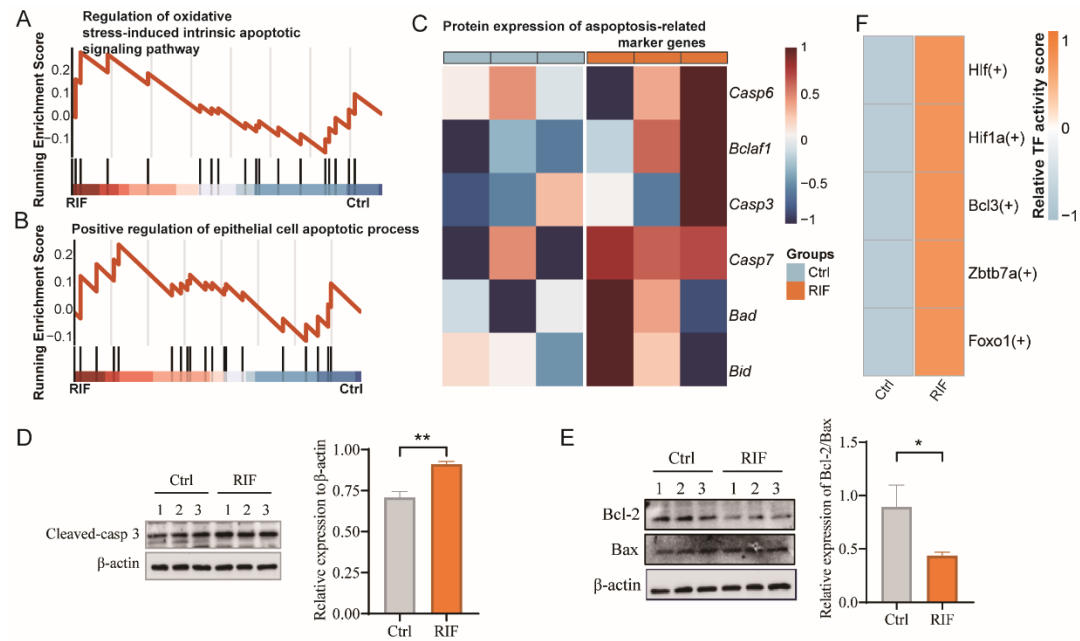 A
Regulation of oxidative
stress-induced intrinsic apoptotic
signaling pathway
Running Enrichment Score
0.2
0.1
0.0
−0.1
RIF
Ctrl
B
Positive regulation of epithelial cell apoptotic process
Running Enrichment Score
0.2
0.1
0.0
−0.1
RIF
Ctrl
C
Protein expression of aspoptosis-related
marker genes
Casp6
Bclaf1
Casp3
Casp7
Bad
Bid
1
0.5
0
−0.5
−1
Groups
Ctrl
RIF
F
Hlf(+)
Hif1a(+)
Bcl3(+)
Zbtb7a(+)
Foxo1(+)
Ctrl
RIF
Relative TF activity score
1
−1
D
Ctrl RIF
1 2 3 1 2 3
Cleaved-casp 3
β-actin
Relative expression to β-actin
1.00
0.75
0.50
0.25
0.00
**
Ctrl
RIF
E
Ctrl RIF
1 2 3 1 2 3
Bcl-2
Bax
β-actin
Relative expression of Bcl-2/Bax
1.5
1.0
0.5
0.0
*
Ctrl
RIF